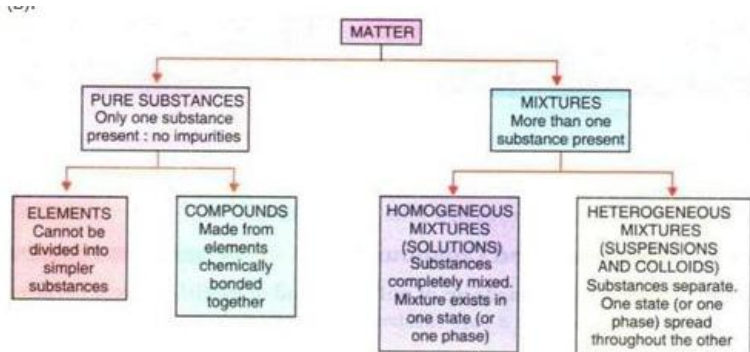 (B).
MATTER
PURE SUBSTANCES
Only one substance
present : no impurities
MIXTURES
More than one
substance present
ELEMENTS
Cannot be
divided into
simpler
substances
COMPOUNDS
Made from
elements
chemically
bonded
together
HOMOGENEOUS
MIXTURES
(SOLUTIONS)
Substances
completely mixed.
Mixture exists in
one state (or
one phase)
HETEROGENEOUS
MIXTURES
(SUSPENSIONS
AND COLLOIDS)
Substances separate.
One state (or one
phase) spread
throughout the other